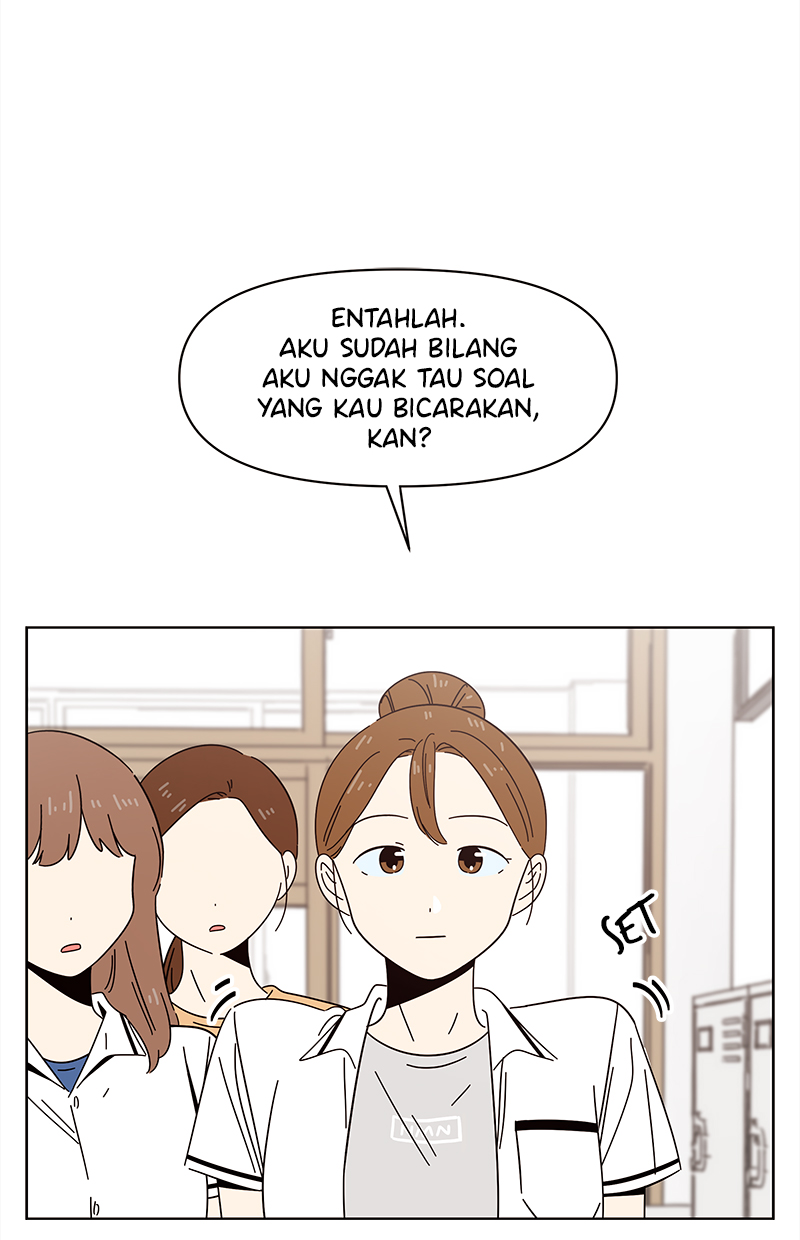 ENTAHLAH.
AKU SUDAH BILANG
AKU NGGAK TAU SOAL
YANG KAU BICARAKAN,
KAN?
SET